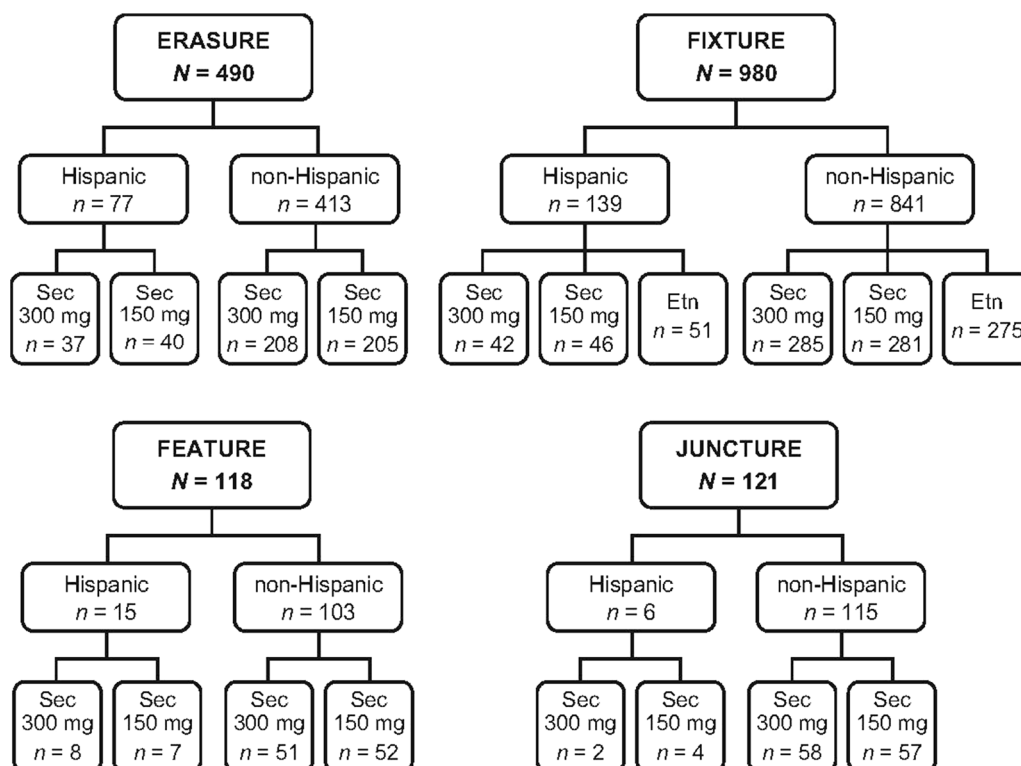 ERASURE
N = 490
Hispanic
n = 77
non-Hispanic
n = 413
Sec
300 mg
n = 37
Sec
150 mg
n = 40
Sec
300 mg
n = 208
Sec
150 mg
n = 205
FIXTURE
N = 980
Hispanic
n = 139
non-Hispanic
n = 841
Sec
300 mg
n = 42
Sec
150 mg
n = 46
Etn
n = 51
Sec
300 mg
n = 285
Sec
150 mg
n = 281
Etn
n = 275
FEATURE
N = 118
Hispanic
n = 15
non-Hispanic
n = 103
Sec
300 mg
n = 8
Sec
150 mg
n = 7
Sec
300 mg
n = 51
Sec
150 mg
n = 52
JUNCTURE
N = 121
Hispanic
n = 6
non-Hispanic
n = 115
Sec
300 mg
n = 2
Sec
150 mg
n = 4
Sec
300 mg
n = 58
Sec
150 mg
n = 57